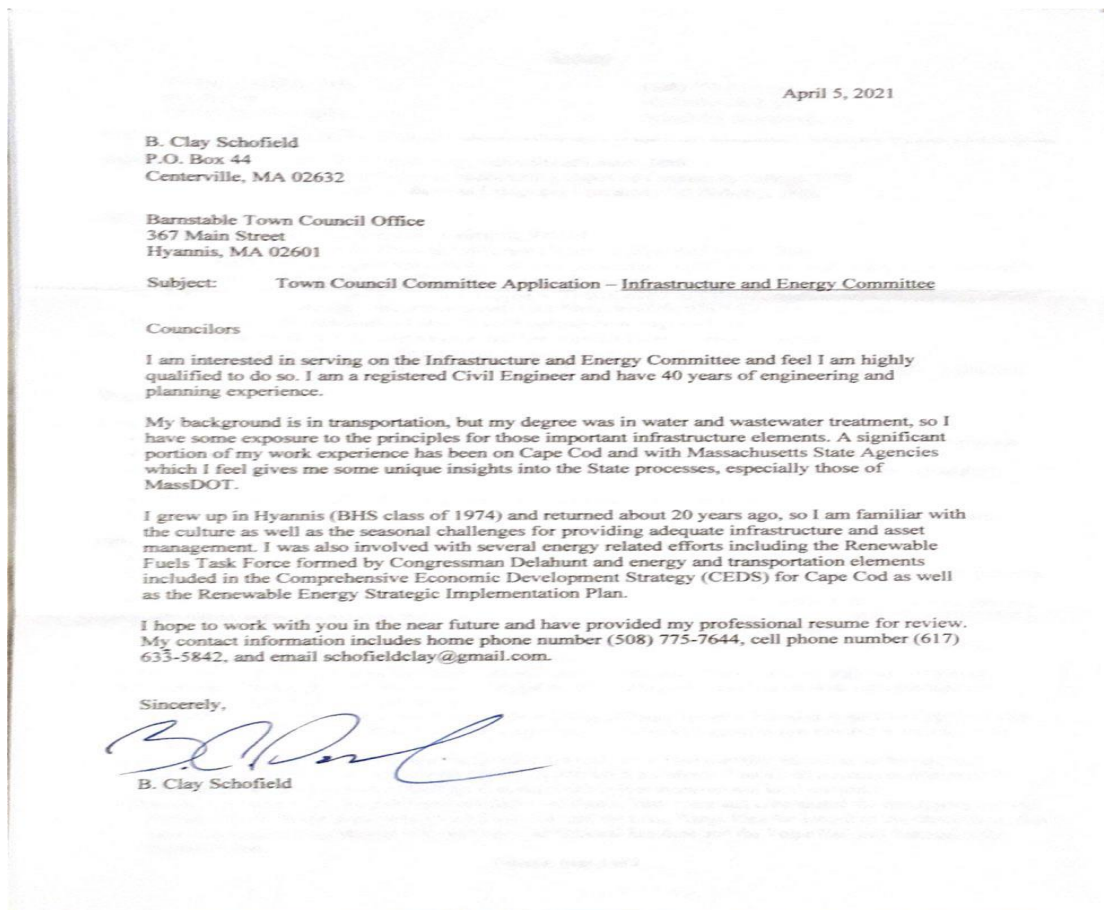 April 5, 2021
B. Clay Schofield
P.O. Box 44
Centerville, MA 02632
Barnstable Town Council Office
367 Main Street
Hyannis, MA 02601
Subject: Town Council Committee Application – Infrastructure and Energy Committee
Councilors
I am interested in serving on the Infrastructure and Energy Committee and feel I am highly
qualified to do so. I am a registered Civil Engineer and have 40 years of engineering and
planning experience.
My background is in transportation, but my degree was in water and wastewater treatment, so I
have some exposure to the principles for those important infrastructure elements. A significant
portion of my work experience has been on Cape Cod and with Massachusetts State Agencies
which I feel gives me some unique insights into the State processes, especially those of
MassDOT.
I grew up in Hyannis (BHS class of 1974) and returned about 20 years ago, so I am familiar with
the culture as well as the seasonal challenges for providing adequate infrastructure and asset
management. I was also involved with several energy related efforts including the Renewable
Fuels Task Force formed by Congressman Delahunt and energy and transportation elements
included in the Comprehensive Economic Development Strategy (CEDS) for Cape Cod as well
as the Renewable Energy Strategic Implementation Plan.
I hope to work with you in the near future and have provided my professional resume for review.
My contact information includes home phone number (508) 775-7644, cell phone number (617)
633-5842, and email schofieldclay@gmail.com.
Sincerely,
B. Clay Schofield